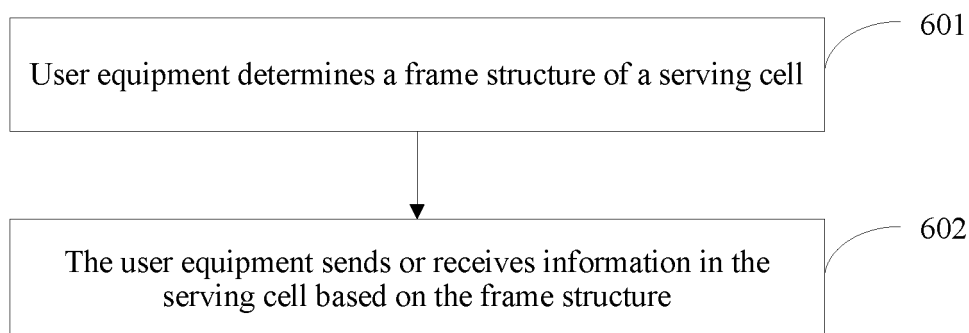 601
User equipment determines a frame structure of a serving cell
602
The user equipment sends or receives information in the
serving cell based on the frame structure